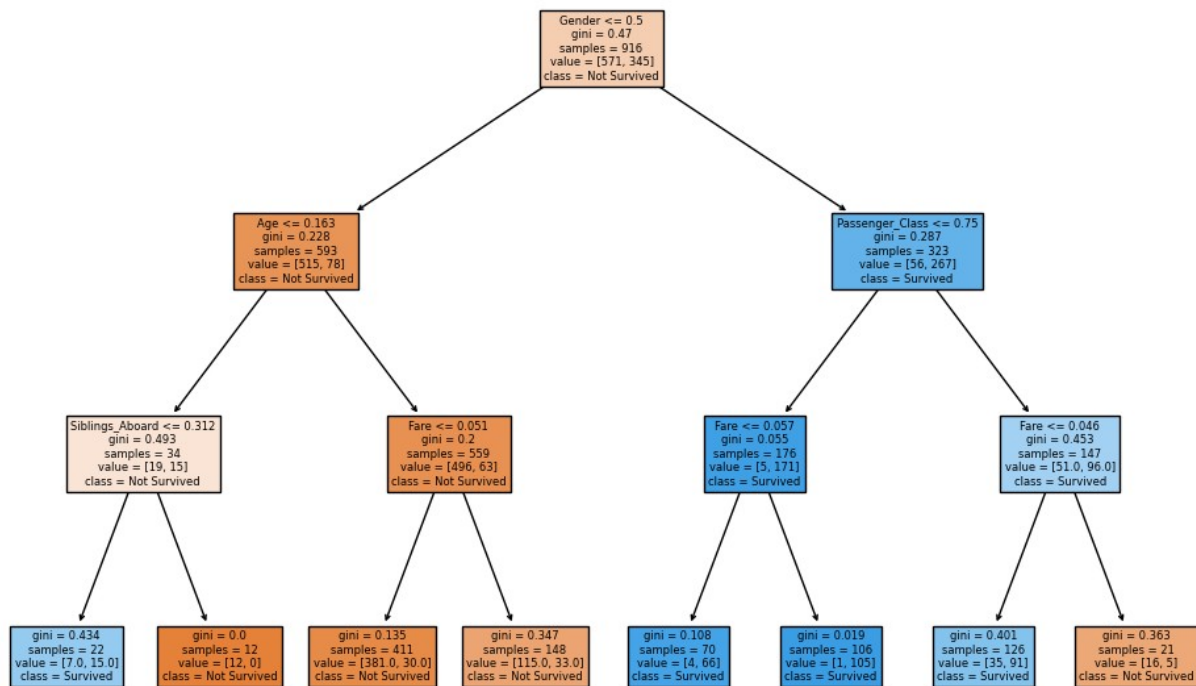 Gender <= 0.5
gini = 0.47
samples = 916
value = [571, 345]
class = Not Survived
Age <= 0.163
gini = 0.228
samples = 593
value = [515, 78]
class = Not Survived
Passenger_Class <= 0.75
gini = 0.287
samples = 323
value = [56, 267]
class = Survived
Siblings_Aboard <= 0.312
gini = 0.493
samples = 34
value = [19, 15]
class = Not Survived
Fare <= 0.051
gini = 0.2
samples = 559
value = [496, 63]
class = Not Survived
Fare <= 0.057
gini = 0.055
samples = 176
value = [5, 171]
class = Survived
Fare <= 0.046
gini = 0.453
samples = 147
value = [51.0, 96.0]
class = Survived
gini = 0.434
samples = 22
value = [7.0, 15.0]
class = Survived
gini = 0.0
samples = 12
value = [12, 0]
class = Not Survived
gini = 0.135
samples = 411
value = [381.0, 30.0]
class = Not Survived
gini = 0.347
samples = 148
value = [115.0, 33.0]
class = Not Survived
gini = 0.108
samples = 70
value = [4, 66]
class = Survived
gini = 0.019
samples = 106
value = [1, 105]
class = Survived
gini = 0.401
samples = 126
value = [35, 91]
class = Survived
gini = 0.363
samples = 21
value = [16, 5]
class = Not Survived